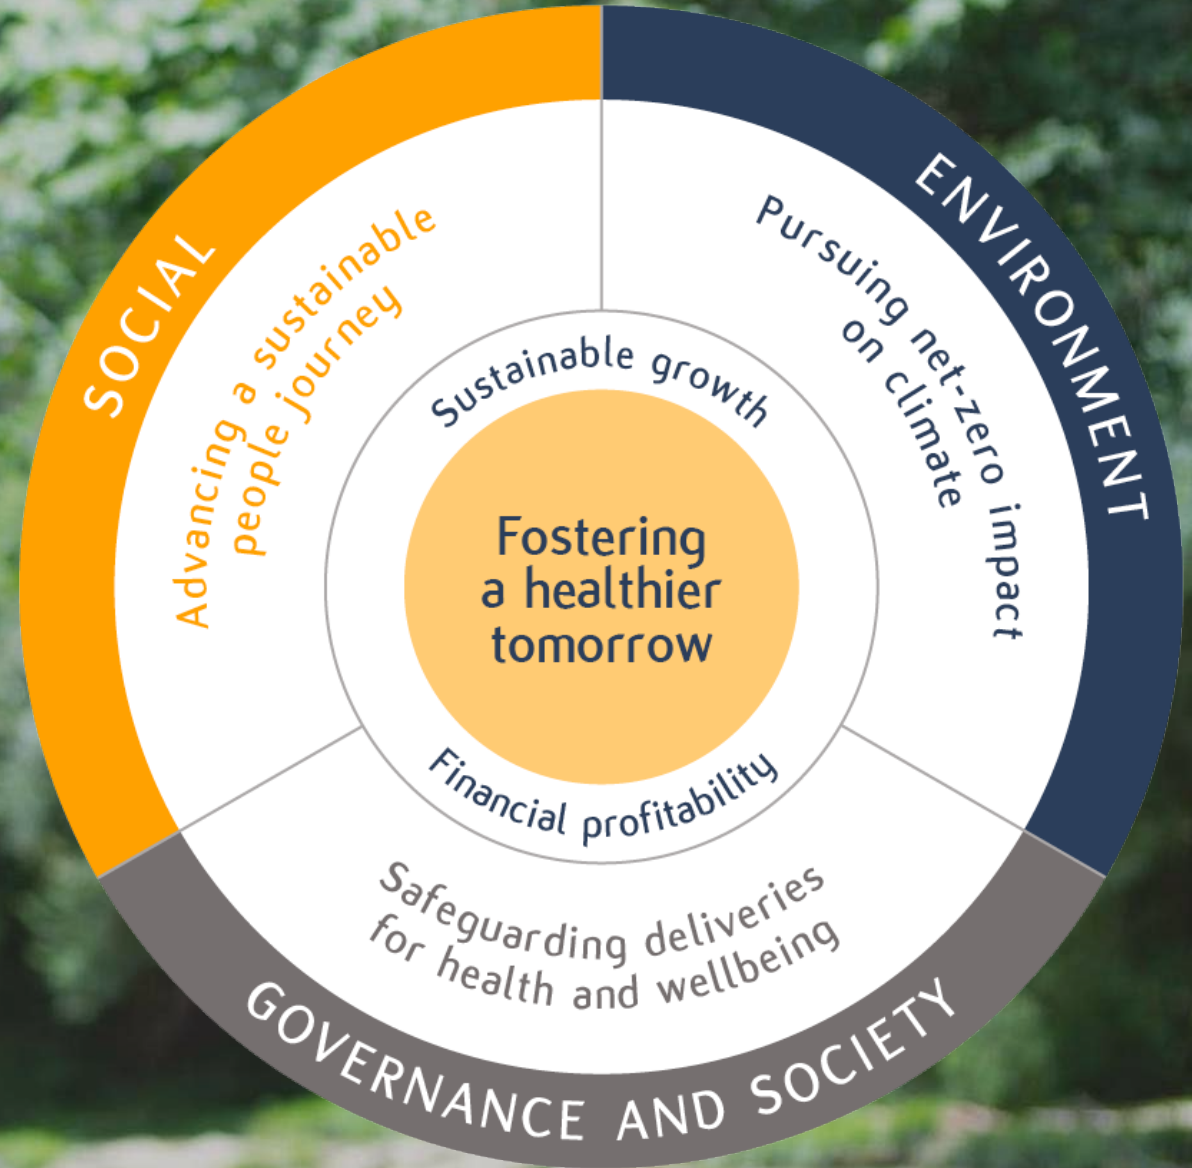 SOCIAL
Advancing a sustainable
people journey
ENVIRONMENT
Pursuing net-zero impact
on climate
Sustainable growth
Fostering
a healthier
tomorrow
Financial profitability
Safeguarding deliveries
for health and wellbeing
GOVERNANCE AND SOCIETY